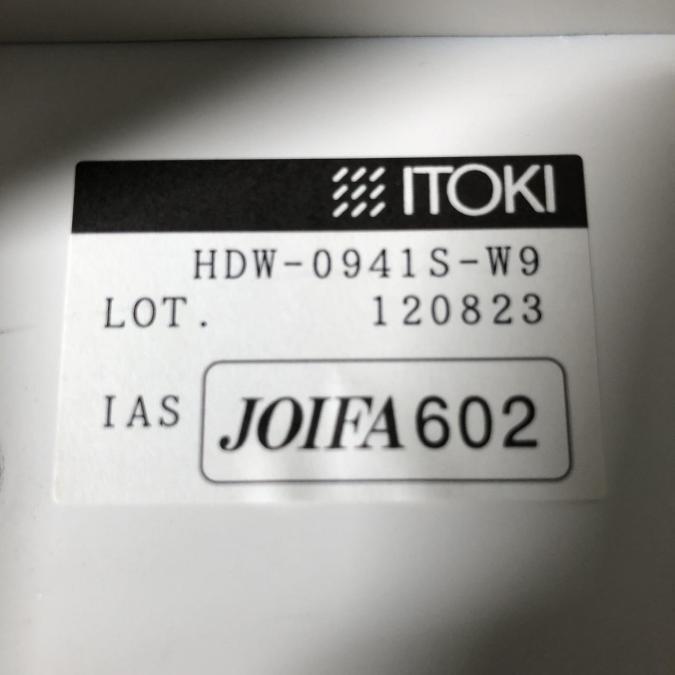 ITOKI
HDW-0941S-W9
LOT. 120823
IAS JOIFA602